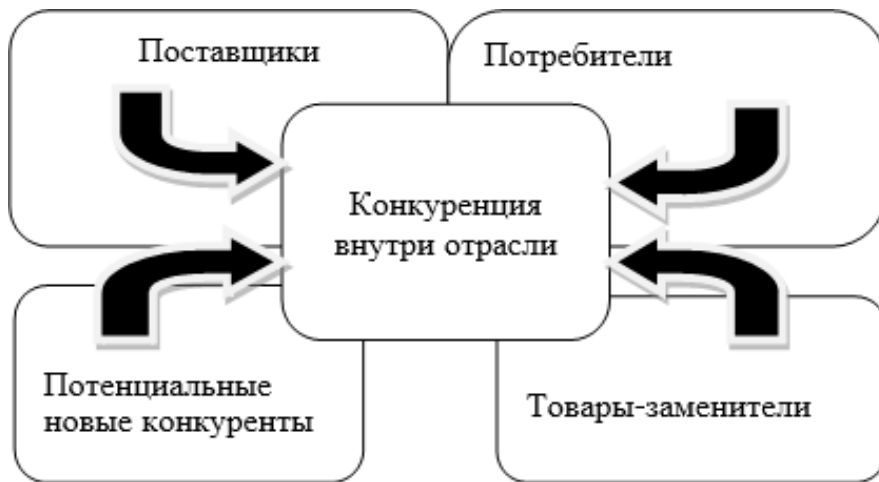 Поставщики
Потребители
Конкуренция
внутри отрасли
Потенциальные
новые конкуренты
Товары-заменители